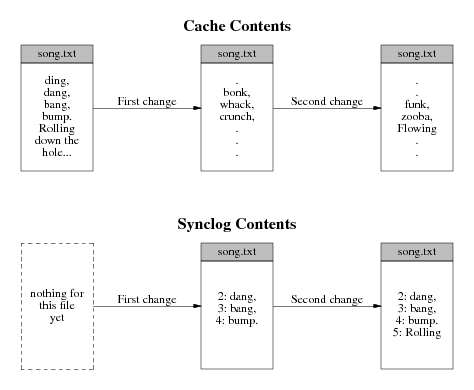 Cache Contents
song.txt
ding,
dang,
bang,
bump.
Rolling
down the
hole...
First change
song.txt
.
bonk,
whack,
crunch,
.
.
.
Second change
song.txt
.
.
funk,
zooba,
Flowing
.
.
Synclog Contents
nothing for
this file
yet
First change
song.txt
2: dang,
3: bang,
4: bump.
Second change
song.txt
2: dang,
3: bang,
4: bump.
5: Rolling